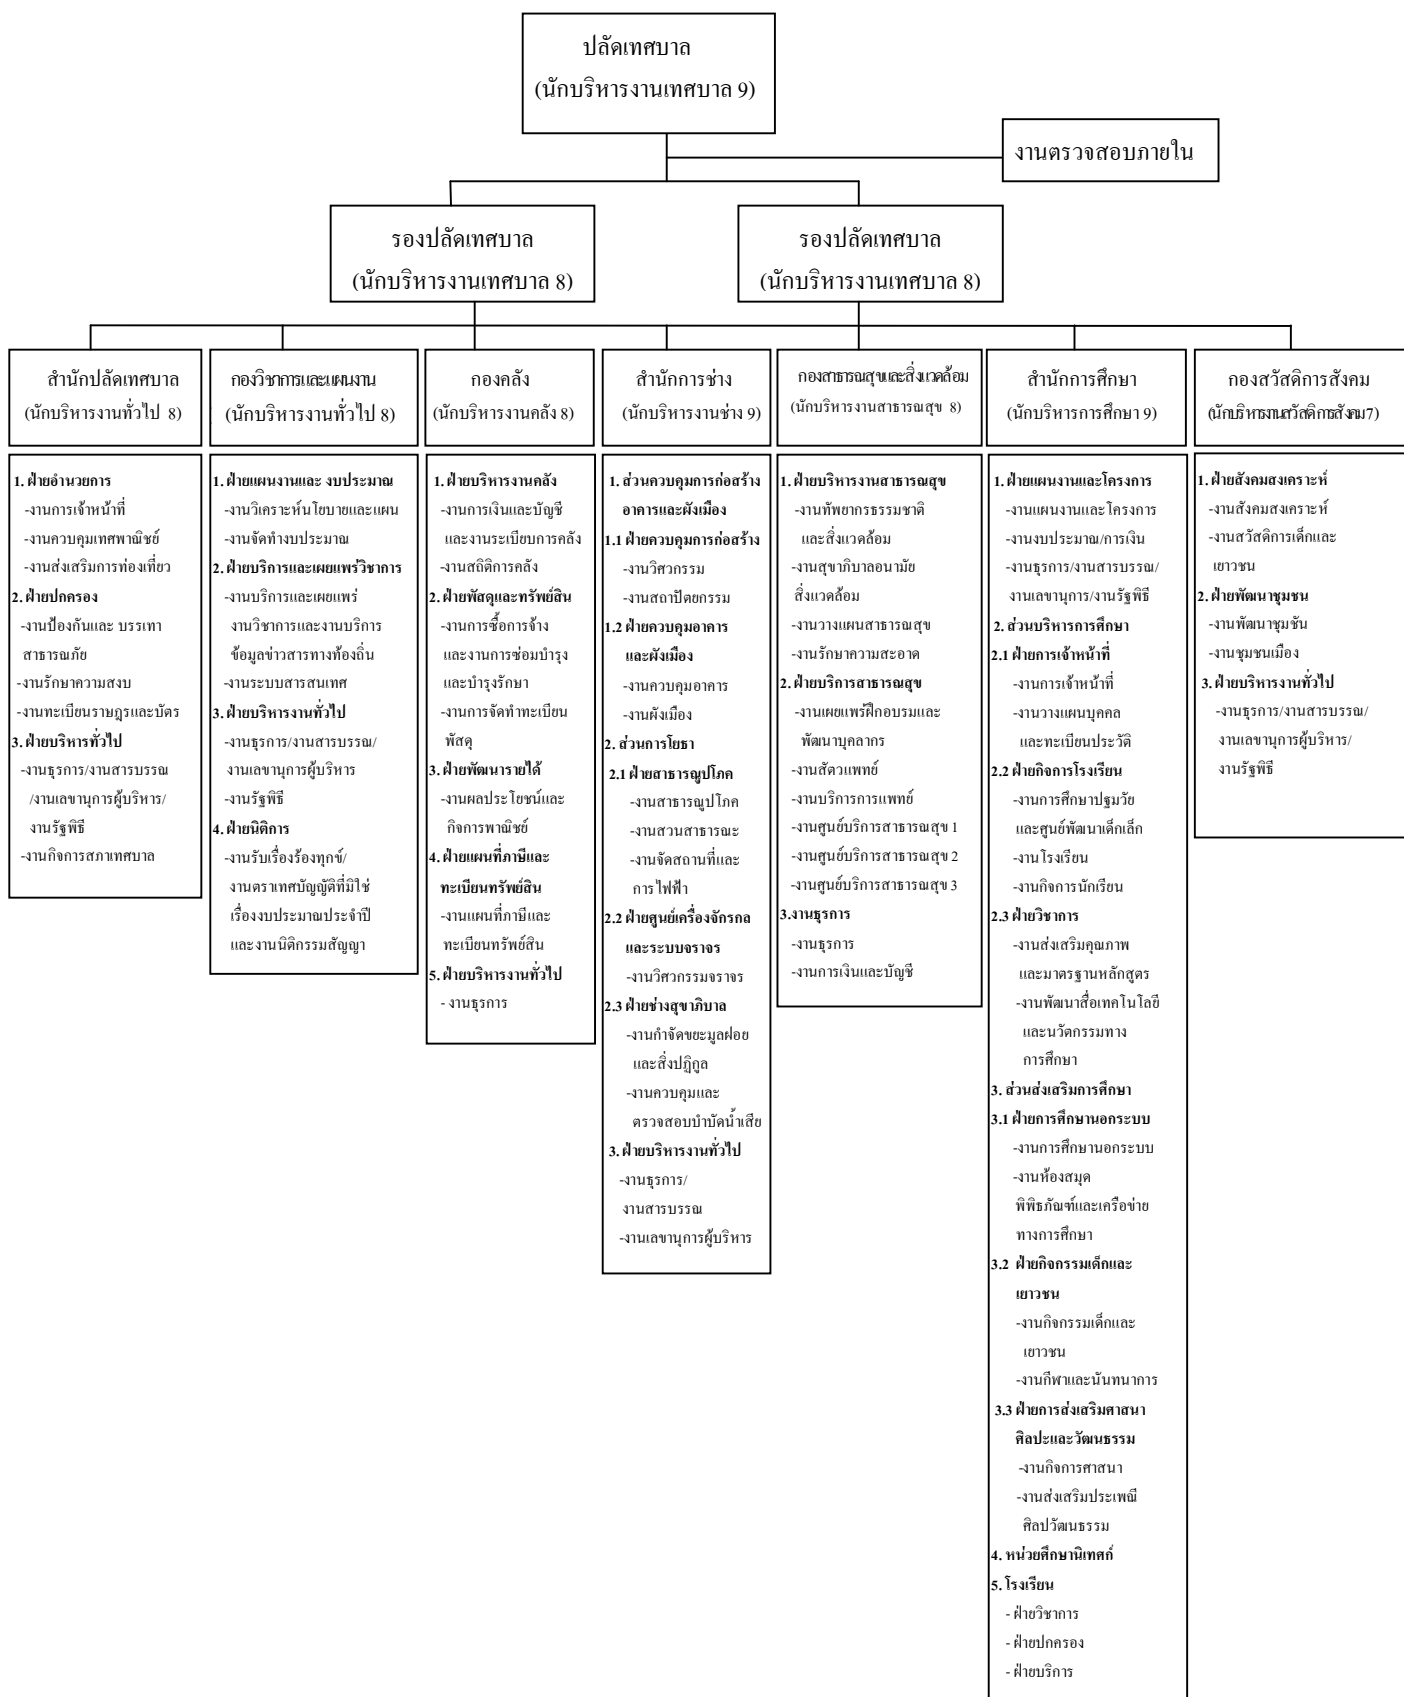 ปลัดเทศบาล
(นักบริหารงานเทศบาล 9)
งานตรวจสอบภายใน
รองปลัดเทศบาล
(นักบริหารงานเทศบาล 8)
รองปลัดเทศบาล
(นักบริหารงานเทศบาล 8)
สำนักปลัดเทศบาล
(นักบริหารงานทั่วไป 8)
1. ฝ่ายอำนวยการ
-งานการเจ้าหน้าที่
-งานควบคุมเทศพาณิชย์
-งานส่งเสริมการท่องเที่ยว
2. ฝ่ายปกครอง
-งานป้องกันและ บรรเทา
สาธารณภัย
-งานรักษาความสงบ
-งานทะเบียนราษฎรและบัตร
3. ฝ่ายบริหารทั่วไป
-งานธุรการ/งานสารบรรณ
/งานเลขานุการผู้บริหาร/
งานรัฐพิธี
-งานกิจการสภาเทศบาล
กองวิชาการและแผนงาน
(นักบริหารงานทั่วไป 8)
1. ฝ่ายแผนงานและ งบประมาณ
-งานวิเคราะห์นโยบายและแผน
-งานจัดทำงบประมาณ
2. ฝ่ายบริการและเผยแพร่วิชาการ
-งานบริการและเผยแพร่
งานวิชาการและงานบริการ
ข้อมูลข่าวสารทางท้องถิ่น
-งานระบบสารสนเทศ
3. ฝ่ายบริหารงานทั่วไป
-งานธุรการ/งานสารบรรณ/
งานเลขานุการผู้บริหาร
-งานรัฐพิธี
4. ฝ่ายนิติการ
-งานรับเรื่องร้องทุกข์/
งานตราเทศบัญญัติที่มิใช่
เรื่องงบประมาณประจำปี
และงานนิติกรรมสัญญา
กองคลัง
(นักบริหารงานคลัง 8)
1. ฝ่ายบริหารงานคลัง
-งานการเงินและบัญชี
และงานระเบียบการคลัง
-งานสถิติการคลัง
2. ฝ่ายพัสดุและทรัพย์สิน
-งานการซื้อการจ้าง
และงานการซ่อมบำรุง
และบำรุงรักษา
-งานการจัดทำทะเบียน
พัสดุ
3. ฝ่ายพัฒนารายได้
-งานผลประโยชน์และ
กิจการพาณิชย์
4. ฝ่ายแผนที่ภาษีและ
ทะเบียนทรัพย์สิน
-งานแผนที่ภาษีและ
ทะเบียนทรัพย์สิน
5. ฝ่ายบริหารงานทั่วไป
- งานธุรการ
สำนักการช่าง
(นักบริหารงานช่าง 9)
1. ส่วนควบคุมการก่อสร้าง
อาคารและผังเมือง
1.1 ฝ่ายควบคุมการก่อสร้าง
-งานวิศวกรรม
-งานสถาปัตยกรรม
1.2 ฝ่ายควบคุมอาคาร
และผังเมือง
-งานควบคุมอาคาร
-งานผังเมือง
2. ส่วนการโยธา
2.1 ฝ่ายสาธารณูปโภค
-งานสาธารณูปโภค
-งานสวนสาธารณะ
-งานจัดสถานที่และ
การไฟฟ้า
2.2 ฝ่ายศูนย์เครื่องจักรกล
และระบบจราจร
-งานวิศวกรรมจราจร
2.3 ฝ่ายช่างสุขาภิบาล
-งานกำจัดขยะมูลฝอย
และสิ่งปฏิกูล
-งานควบคุมและ
ตรวจสอบบำบัดน้ำเสีย
3. ฝ่ายบริหารงานทั่วไป
-งานธุรการ/
งานสารบรรณ
-งานเลขานุการผู้บริหาร
กองสาธารณสุขและสิ่งแวดล้อม
(นักบริหารงานสาธารณสุข 8)
1. ฝ่ายบริหารงานสาธารณสุข
-งานทัพยากรธรรมชาติ
และสิ่งแวดล้อม
-งานสุขาภิบาลอนามัย
สิ่งแวดล้อม
-งานวางแผนสาธารณสุข
-งานรักษาความสะอาด
2. ฝ่ายบริการสาธารณสุข
-งานเผยแพร่ฝึกอบรมและ
พัฒนาบุคลากร
-งานสัตวแพทย์
-งานบริการการแพทย์
-งานศูนย์บริการสาธารณสุข 1
-งานศูนย์บริการสาธารณสุข 2
-งานศูนย์บริการสาธารณสุข 3
3.งานธุรการ
-งานธุรการ
-งานการเงินและบัญชี
สำนักการศึกษา
(นักบริหารการศึกษา 9)
1. ฝ่ายแผนงานและโครงการ
-งานแผนงานและโครงการ
-งานงบประมาณ/การเงิน
-งานธุรการ/งานสารบรรณ/
งานเลขานุการ/งานรัฐพิธี
2. ส่วนบริหารการศึกษา
2.1 ฝ่ายการเจ้าหน้าที่
-งานการเจ้าหน้าที่
-งานวางแผนบุคคล
และทะเบียนประวัติ
2.2 ฝ่ายกิจการโรงเรียน
-งานการศึกษาปฐมวัย
และศูนย์พัฒนาเด็กเล็ก
-งานโรงเรียน
-งานกิจการนักเรียน
2.3 ฝ่ายวิชาการ
-งานส่งเสริมคุณภาพ
และมาตรฐานหลักสูตร
-งานพัฒนาสื่อเทคโนโลยี
และนวัตกรรมทาง
การศึกษา
3. ส่วนส่งเสริมการศึกษา
3.1 ฝ่ายการศึกษานอกระบบ
-งานการศึกษานอกระบบ
-งานห้องสมุด
พิพิธภัณฑ์และเครือข่าย
ทางการศึกษา
3.2 ฝ่ายกิจกรรมเด็กและ
เยาวชน
-งานกิจกรรมเด็กและ
เยาวชน
-งานกีฬาและนันทนาการ
3.3 ฝ่ายการส่งเสริมศาสนา
ศิลปะและวัฒนธรรม
-งานกิจการศาสนา
-งานส่งเสริมประเพณี
ศิลปวัฒนธรรม
4. หน่วยศึกษานิเทศก์
5. โรงเรียน
- ฝ่ายวิชาการ
- ฝ่ายปกครอง
- ฝ่ายบริการ
กองสวัสดิการสังคม
(นักบริหารงานสวัสดิการสังคม7)
1. ฝ่ายสังคมสงเคราะห์
-งานสังคมสงเคราะห์
-งานสวัสดิการเด็กและ
เยาวชน
2. ฝ่ายพัฒนาชุมชน
-งานพัฒนาชุมชัน
-งานชุมชนเมือง
3. ฝ่ายบริหารงานทั่วไป
-งานธุรการ/งานสารบรรณ/
งานเลขานุการผู้บริหาร/
งานรัฐพิธี